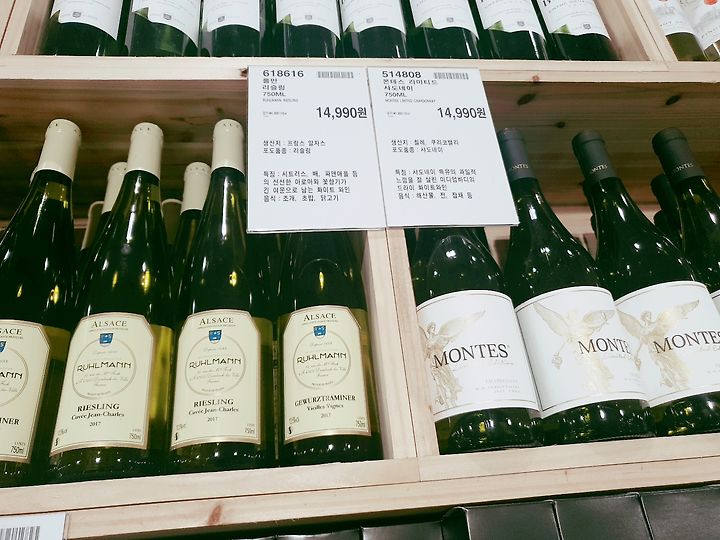 618616
룰만
리슬링
750ML
RUHLMANN RIESLING
14,990원
생산지 : 프랑스 알자스
포도품종 : 리슬링
특징 : 시트러스, 배, 파인애플 등
의 신선한 아로마와 꽃향기가
긴 여운으로 남는 화이트 와인
음식 : 조개, 초밥, 닭고기
514808
몬테스 리미티드
샤도네이
750ML
MONTES LIMITED CHARDONNAY
14,990원
생산지 : 칠레, 쿠리코밸리
포도품종 : 샤도네이
특징 : 샤도네이 특유의 과일적
느낌을 잘 살린 미디엄바디의
드라이 화이트와인
음식 : 해산물, 전, 잡채 등
MINER
ALSACE
RUHLMANN
RIESLING
Cuvée Jean-Charles
2017
750ml
ALSACE
RUHLMANN
RIESLING
Cuvée Jean-Charles
2017
750ml
ALSACE
RUHLMANN
GEWURZTRAMINER
Vieilles Vignes
2017
750ml
MONTES
CHARDONNAY
MONTES
MONTES
MONTES